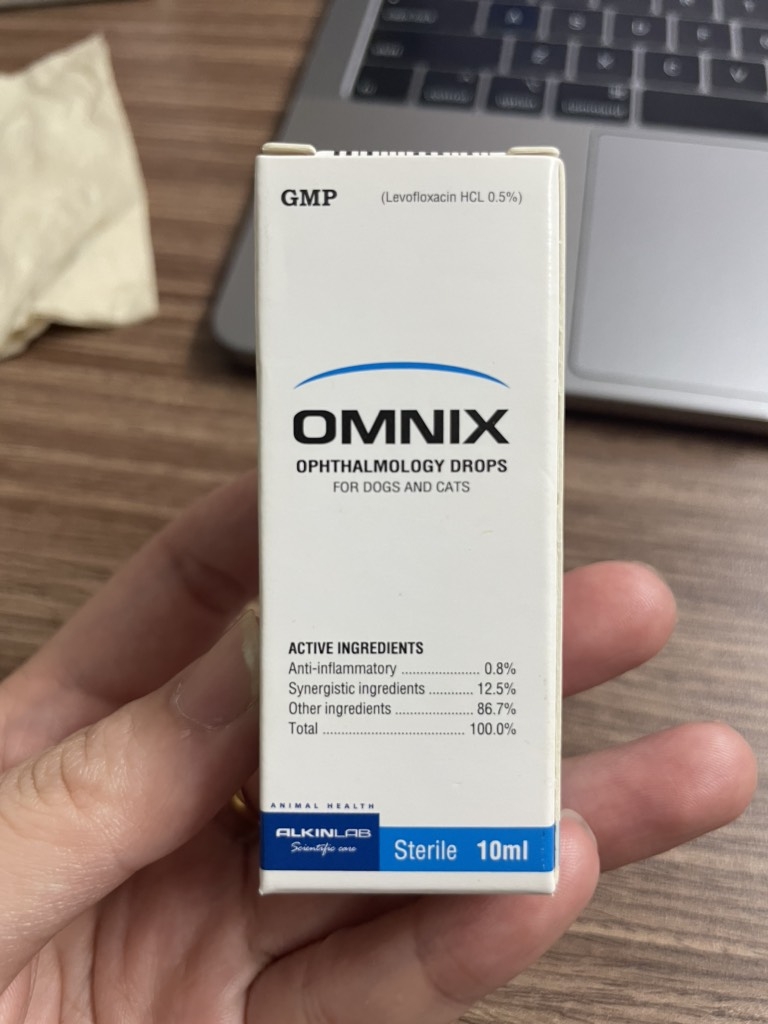 GMP (Levofloxacin HCL 0.5%)
OMNIX
OPHTHALMOLOGY DROPS
FOR DOGS AND CATS
ACTIVE INGREDIENTS
Anti-inflammatory ..................... 0.8%
Synergistic ingredients ........... 12.5%
Other ingredients ..................... 86.7%
Total ...................................... 100.0%
ANIMAL HEALTH
ALKINLAB
Scientific care
Sterile 10ml